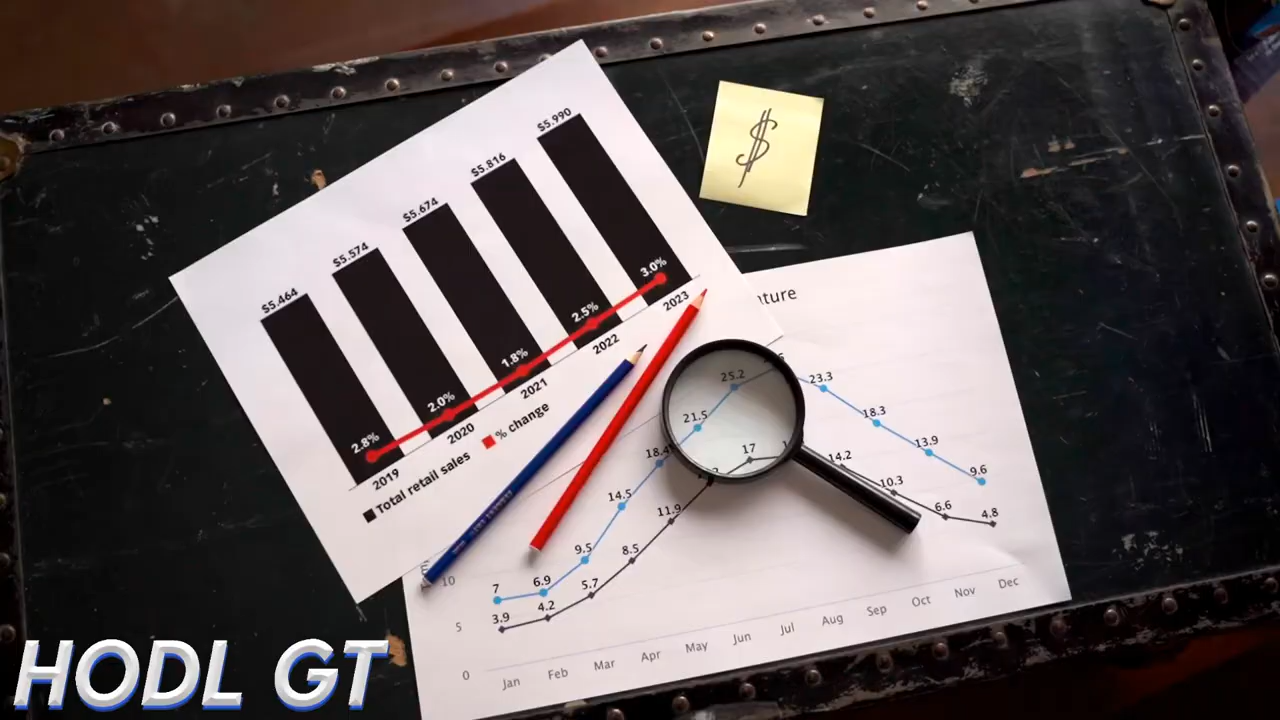 $5.464
$5.574
$5.674
$5.816
$5.990
2.8%
2.0%
1.8%
2.5%
3.0%
2019
2020
2021
2022
2023
Total retail sales
% change
$
25.2
23.3
21.5
18.3
18.4
17
14.2
13.9
14.5
11.9
10.3
9.6
9.5
8.5
6.6
4.8
7
6.9
5.7
3.9
4.2
10
5
0
Jan
Feb
Mar
Apr
May
Jun
Jul
Aug
Sep
Oct
Nov
Dec
HODL GT